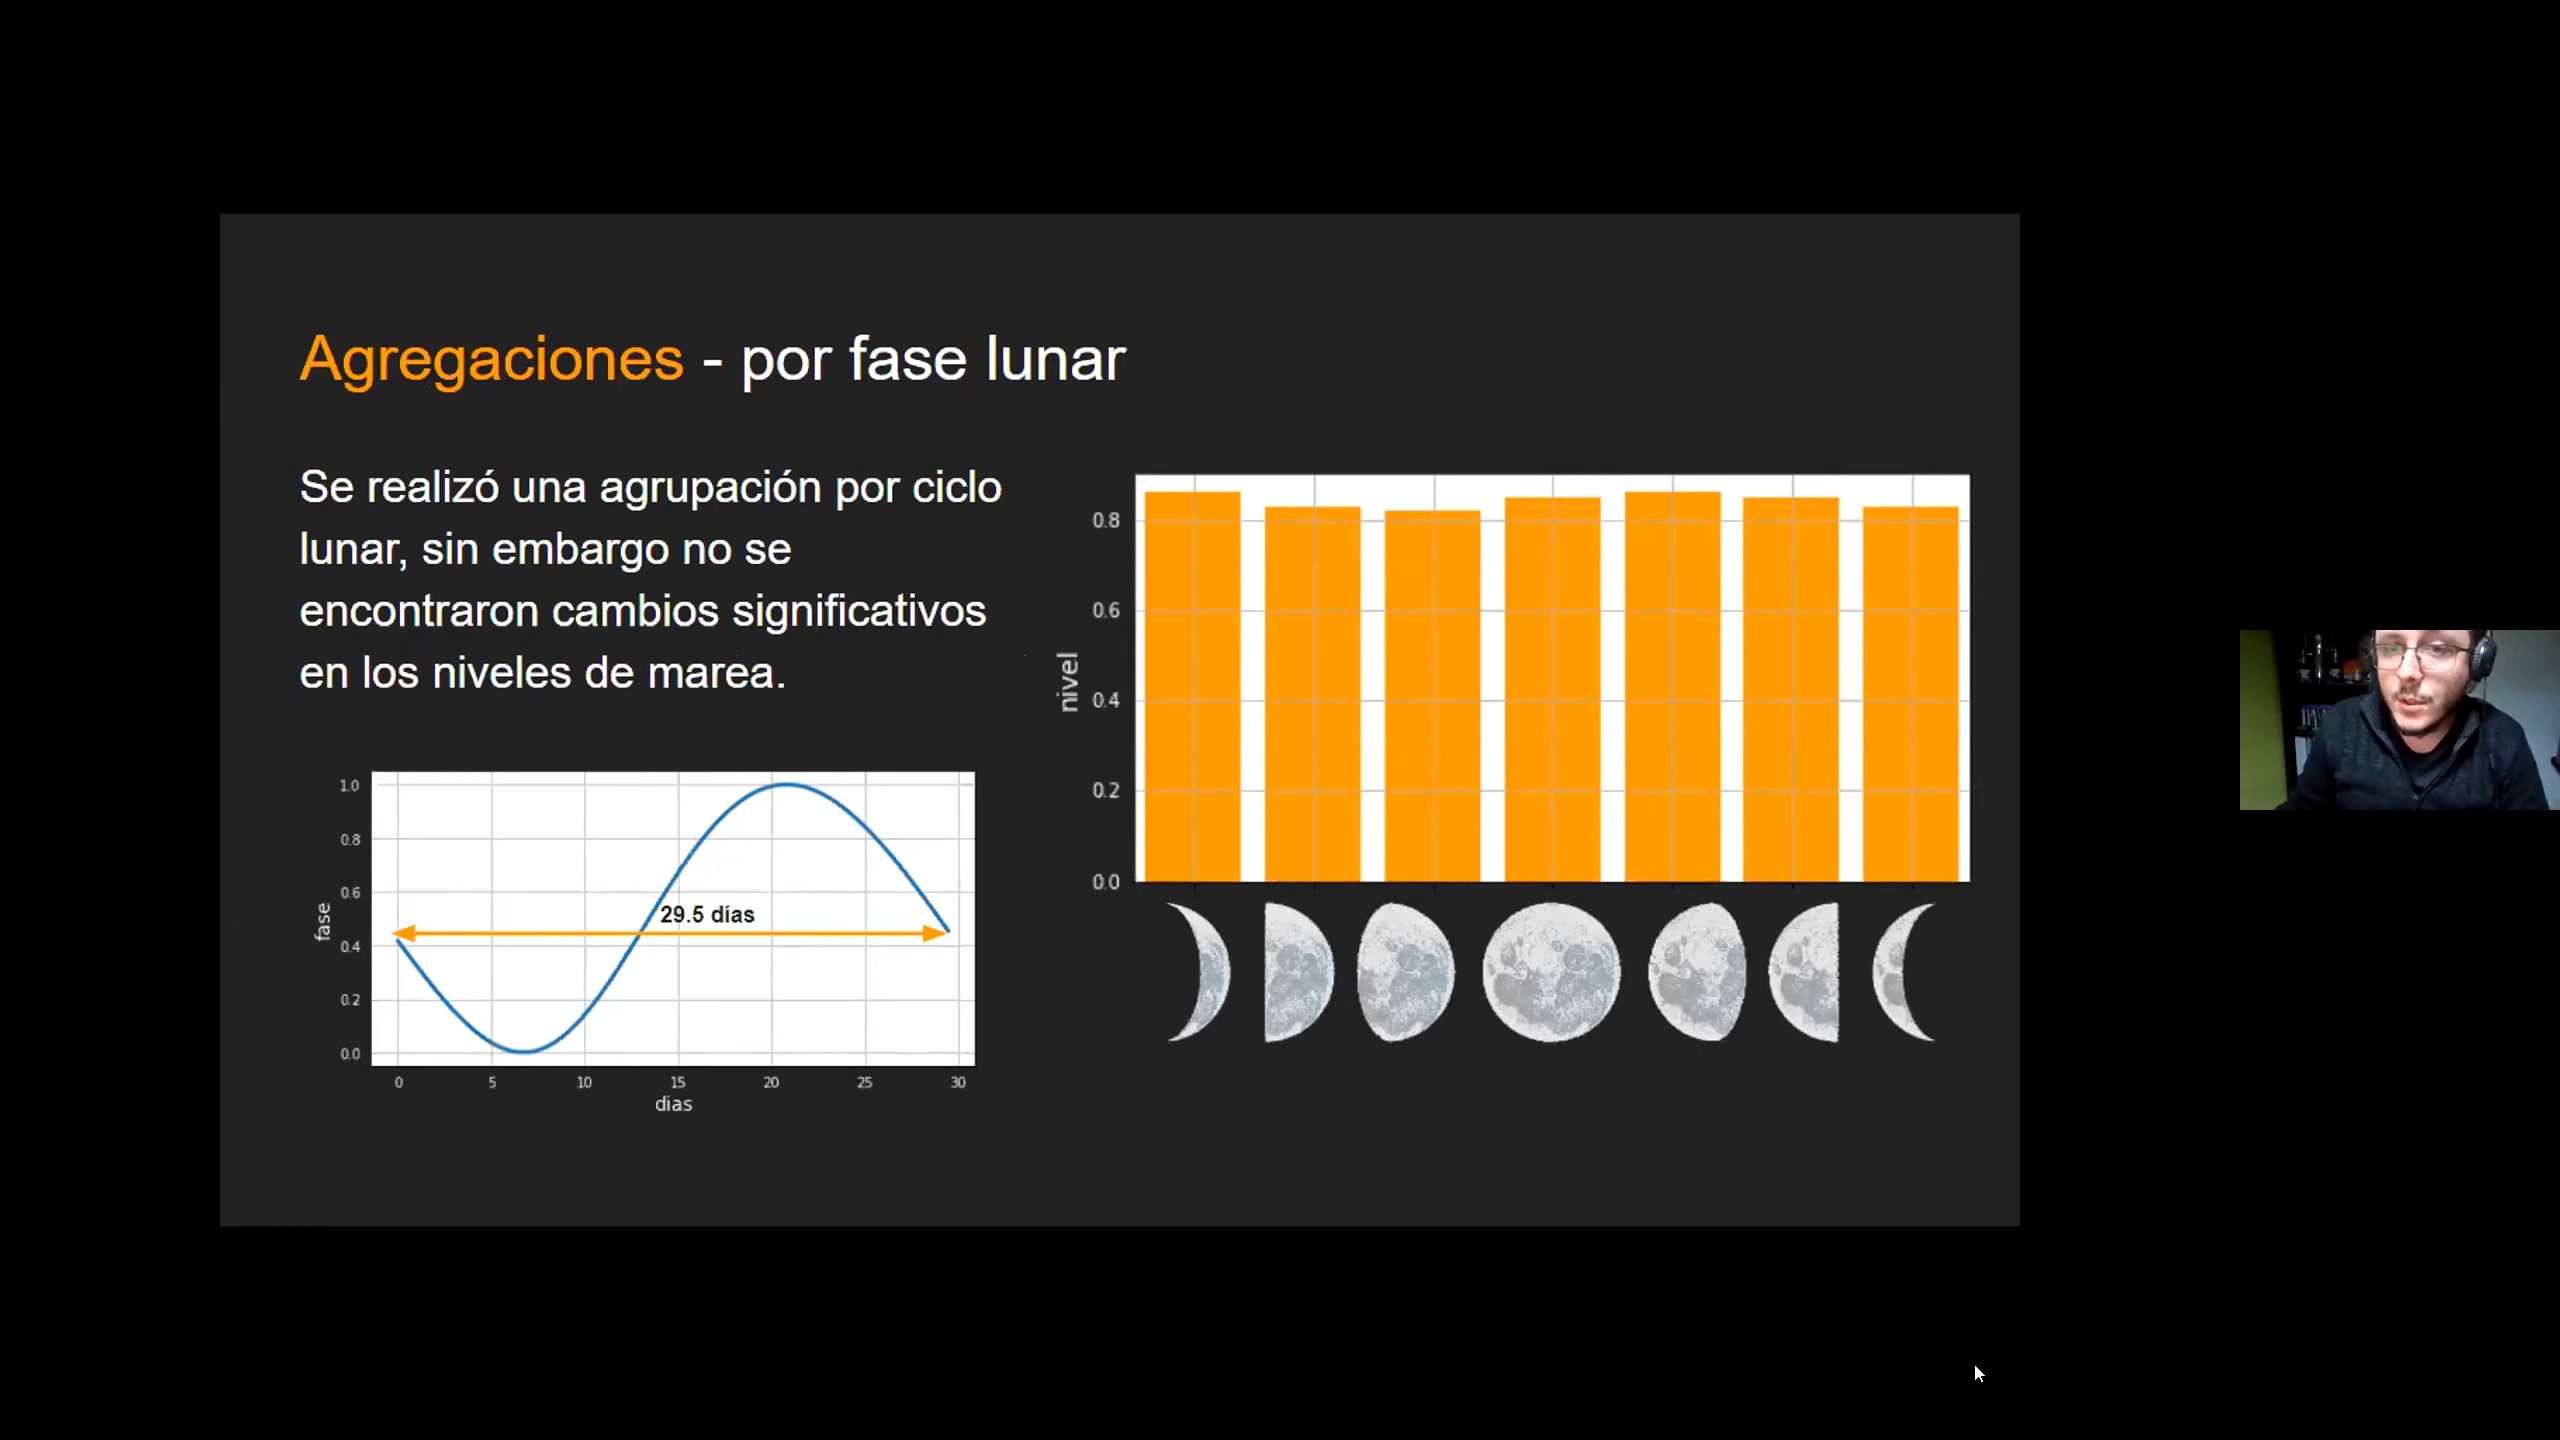 Agregaciones - por fase lunar
Se realizó una agrupación por ciclo
lunar, sin embargo no se
encontraron cambios significativos
en los niveles de marea.
1.0
0.8
0.6
0.4
0.2
0.0
fase
29.5 días
0 5 10 15 20 25 30
dias
0.8
0.6
0.4
0.2
0.0
nivel